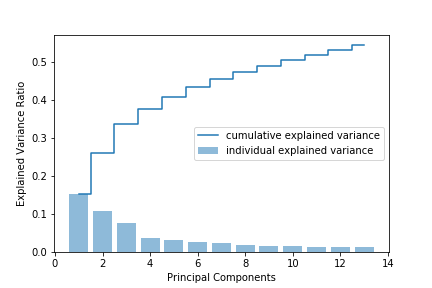 Explained Variance Ratio
0.5
0.4
0.3
0.2
0.1
0.0
cumulative explained variance
individual explained variance
0 2 4 6 8 10 12 14
Principal Components